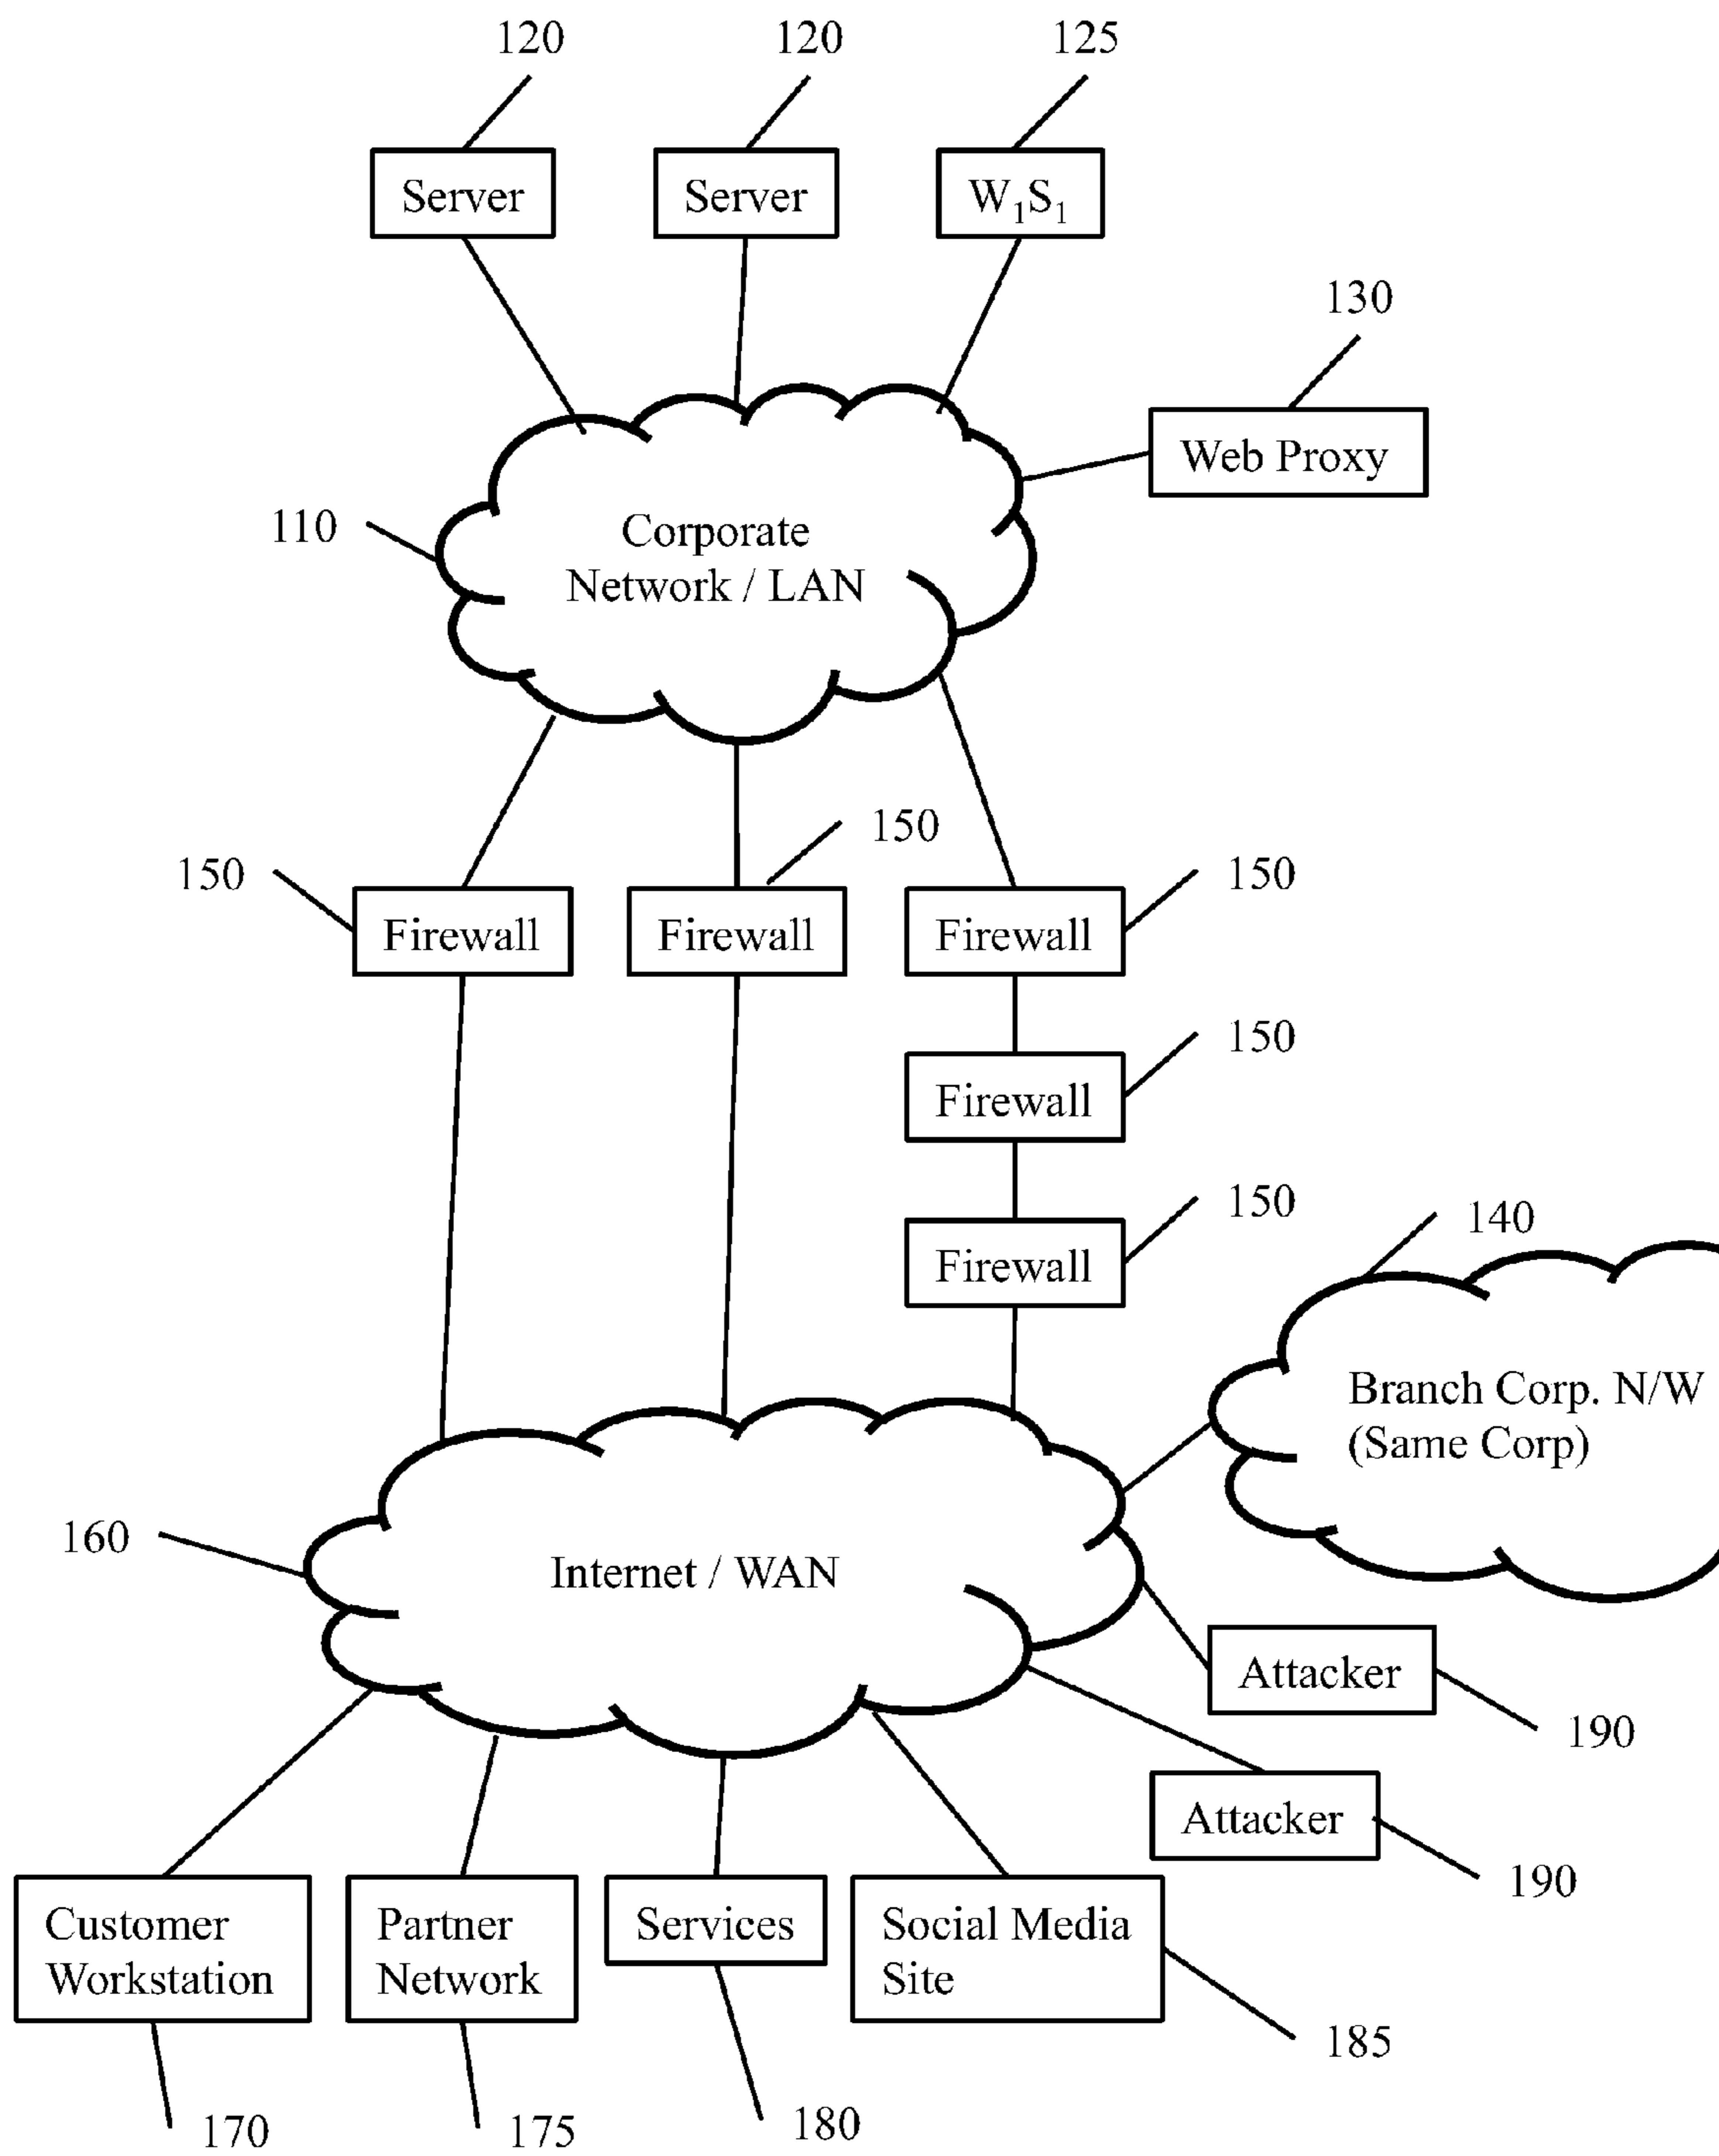 120
120
125
Server
Server
W₁S₁
130
Web Proxy
110
Corporate
Network / LAN
150
150
150
Firewall
Firewall
Firewall
150
Firewall
150
Firewall
140
Branch Corp. N/W
(Same Corp)
160
Internet / WAN
Attacker
190
Attacker
190
Customer
Workstation
Partner
Network
Services
Social Media
Site
185
170
175
180